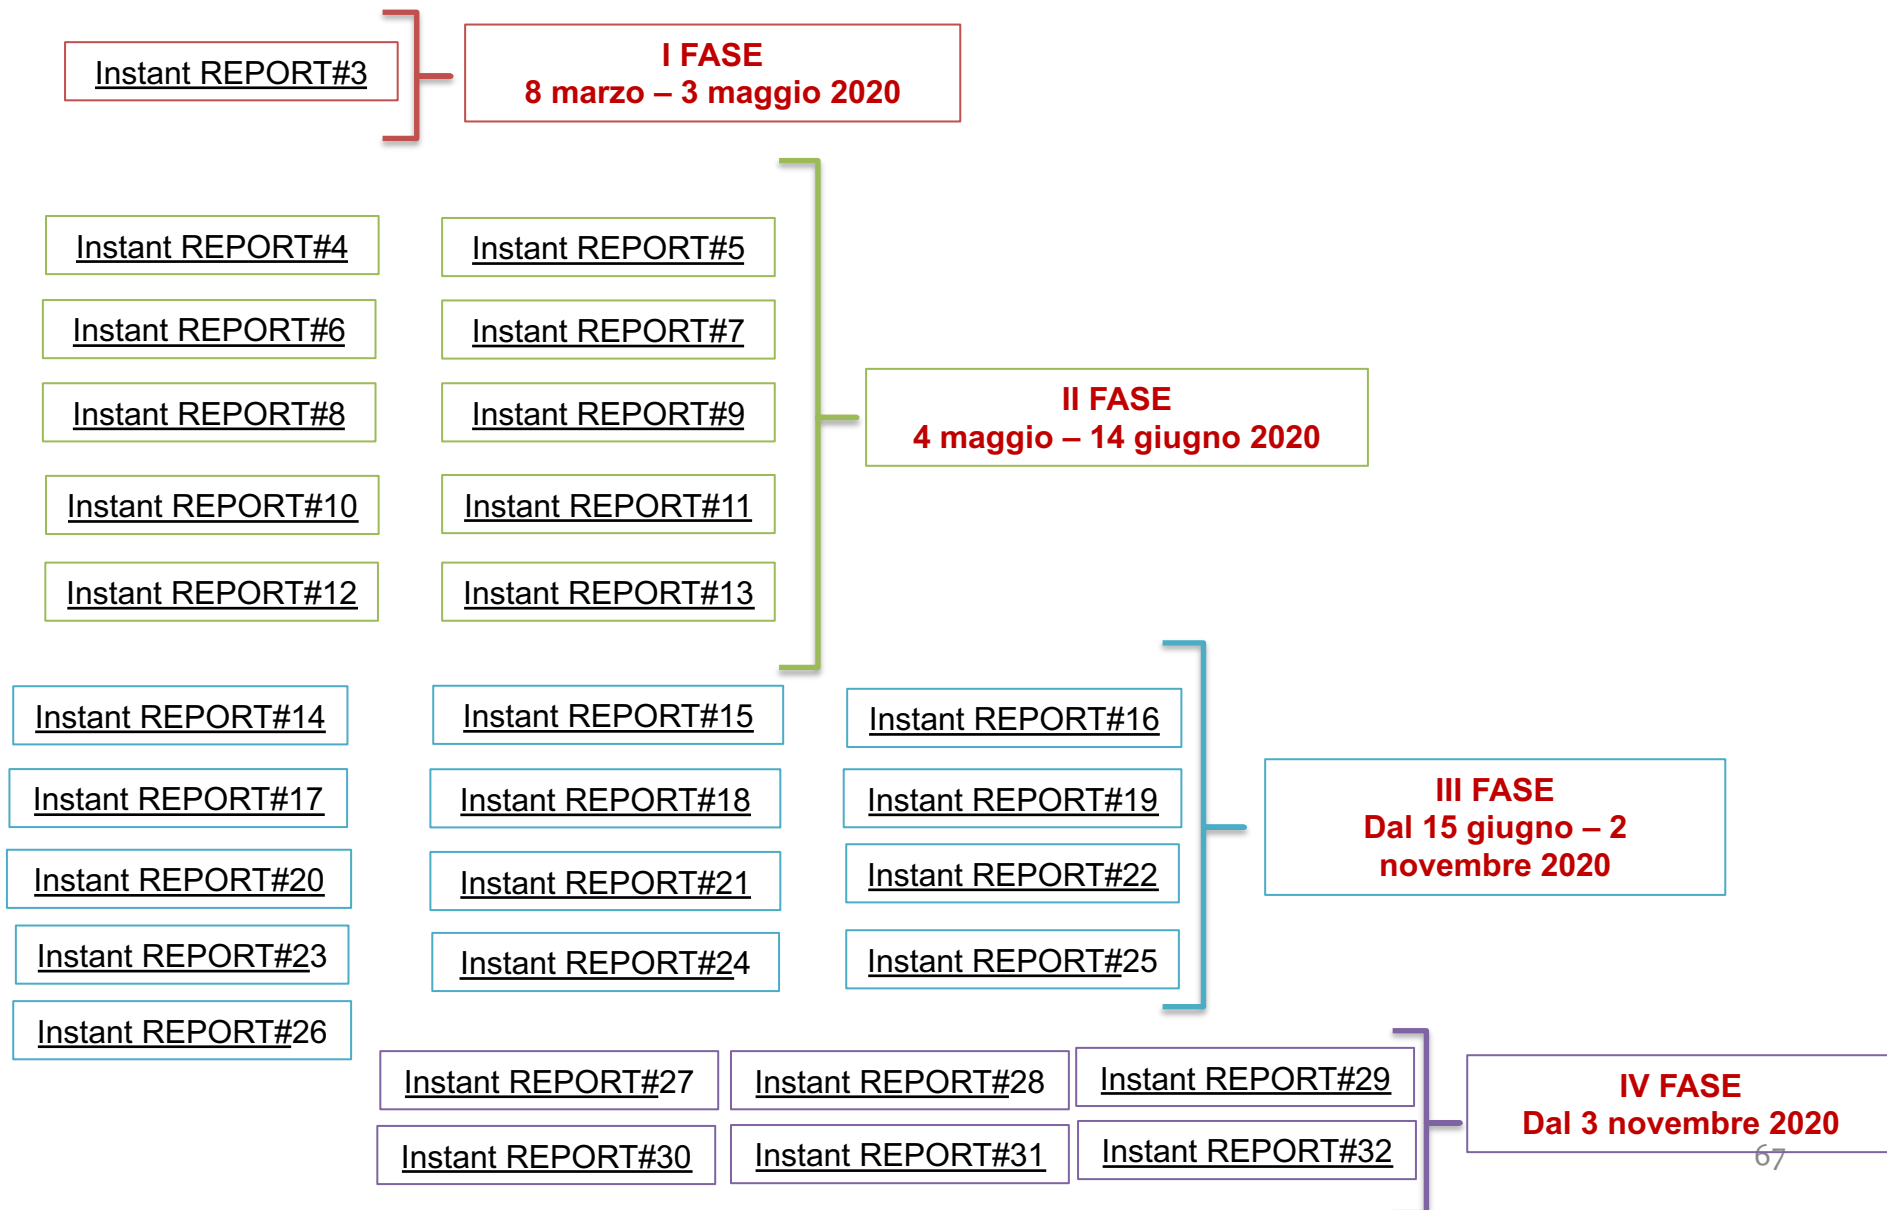 Instant REPORT#3
I FASE
8 marzo – 3 maggio 2020
Instant REPORT#4
Instant REPORT#5
Instant REPORT#6
Instant REPORT#7
Instant REPORT#8
Instant REPORT#9
Instant REPORT#10
Instant REPORT#11
Instant REPORT#12
Instant REPORT#13
II FASE
4 maggio – 14 giugno 2020
Instant REPORT#14
Instant REPORT#15
Instant REPORT#16
Instant REPORT#17
Instant REPORT#18
Instant REPORT#19
Instant REPORT#20
Instant REPORT#21
Instant REPORT#22
Instant REPORT#23
Instant REPORT#24
Instant REPORT#25
Instant REPORT#26
III FASE
Dal 15 giugno – 2
novembre 2020
Instant REPORT#27
Instant REPORT#28
Instant REPORT#29
Instant REPORT#30
Instant REPORT#31
Instant REPORT#32
IV FASE
Dal 3 novembre 2020
67